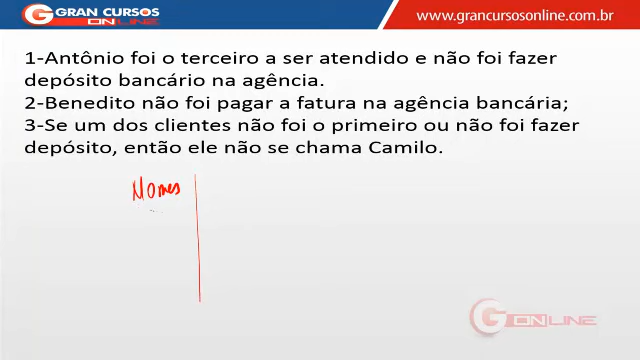 GRAN CURSOS
ONLINE
www.grancursosonline.com.br
1-Antônio foi o terceiro a ser atendido e não foi fazer
depósito bancário na agência.
2-Benedito não foi pagar a fatura na agência bancária;
3-Se um dos clientes não foi o primeiro ou não foi fazer
depósito, então ele não se chama Camilo.
Nomes
G ONLINE